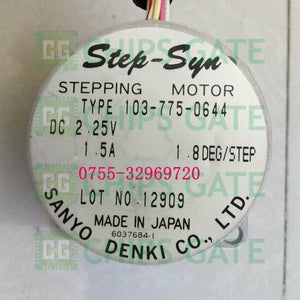 Step-Syn
STEPPING MOTOR
TYPE 103-775-0644
DC 2.25V
1.5A 1.8DEG/STEP
0755-32969720
LOT NO.12909
MADE IN JAPAN
6037684-1
SANYO DENKI CO., LTD.
CHIPS GATE